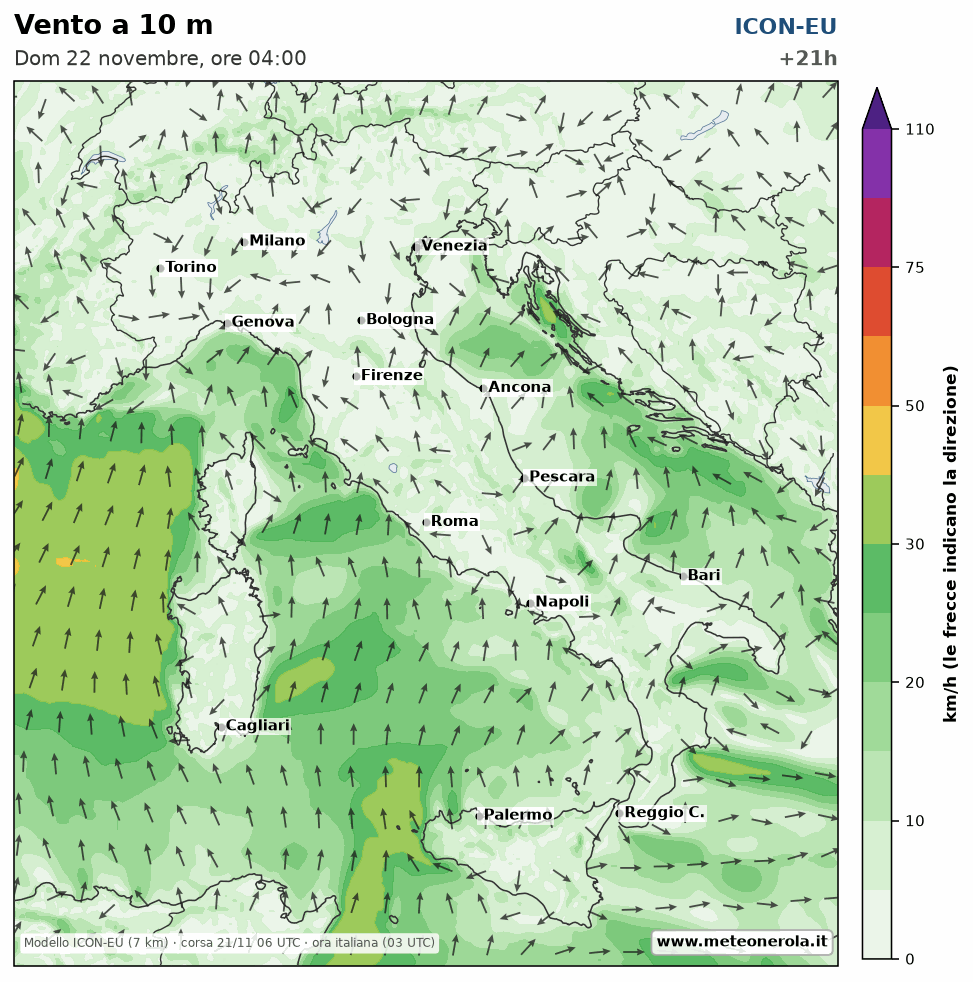 Vento a 10 m
ICON-EU
Dom 22 novembre, ore 04:00
+21h
110
75
50
30
20
10
0
km/h (le frecce indicano la direzione)
Milano
Venezia
Torino
Genova
Bologna
Firenze
Ancona
Pescara
Roma
Bari
Napoli
Cagliari
Palermo
Reggio C.
Modello ICON-EU (7 km) · corsa 21/11 06 UTC · ora italiana (03 UTC)
www.meteonerola.it